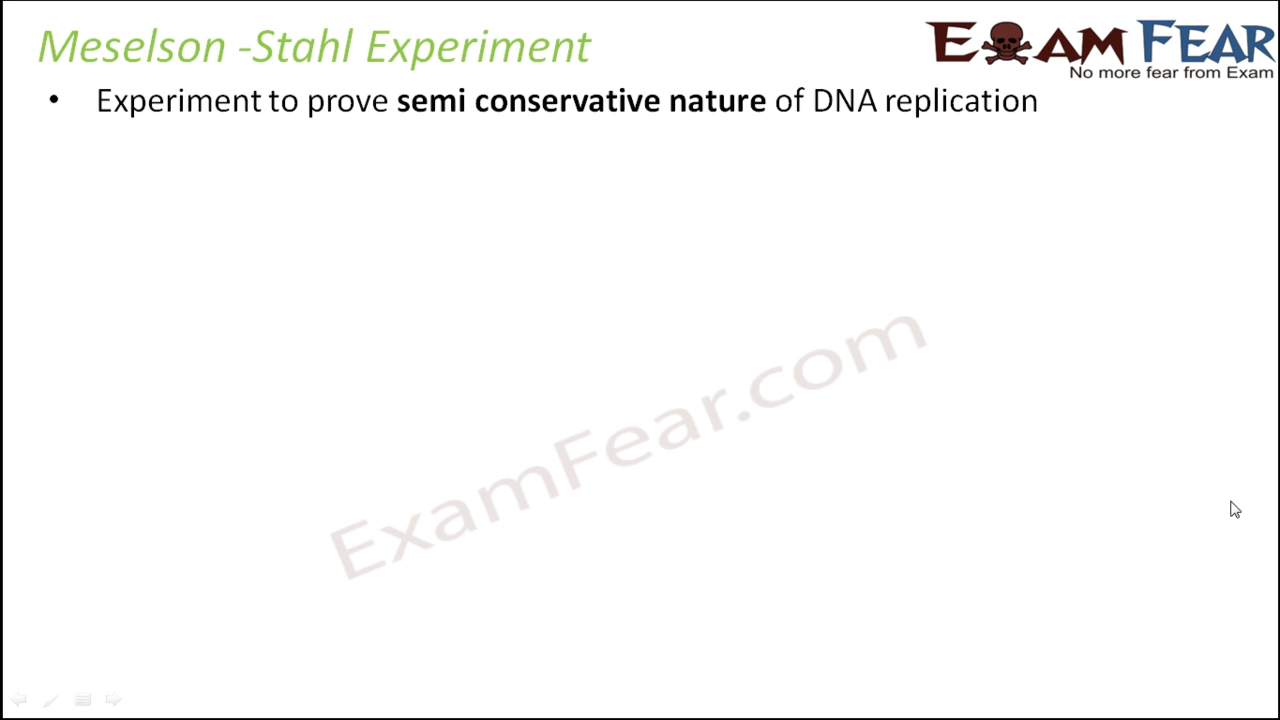 Meselson -Stahl Experiment
EXAM FEAR
No more fear from Exam
• Experiment to prove semi conservative nature of DNA replication
ExamFear.com